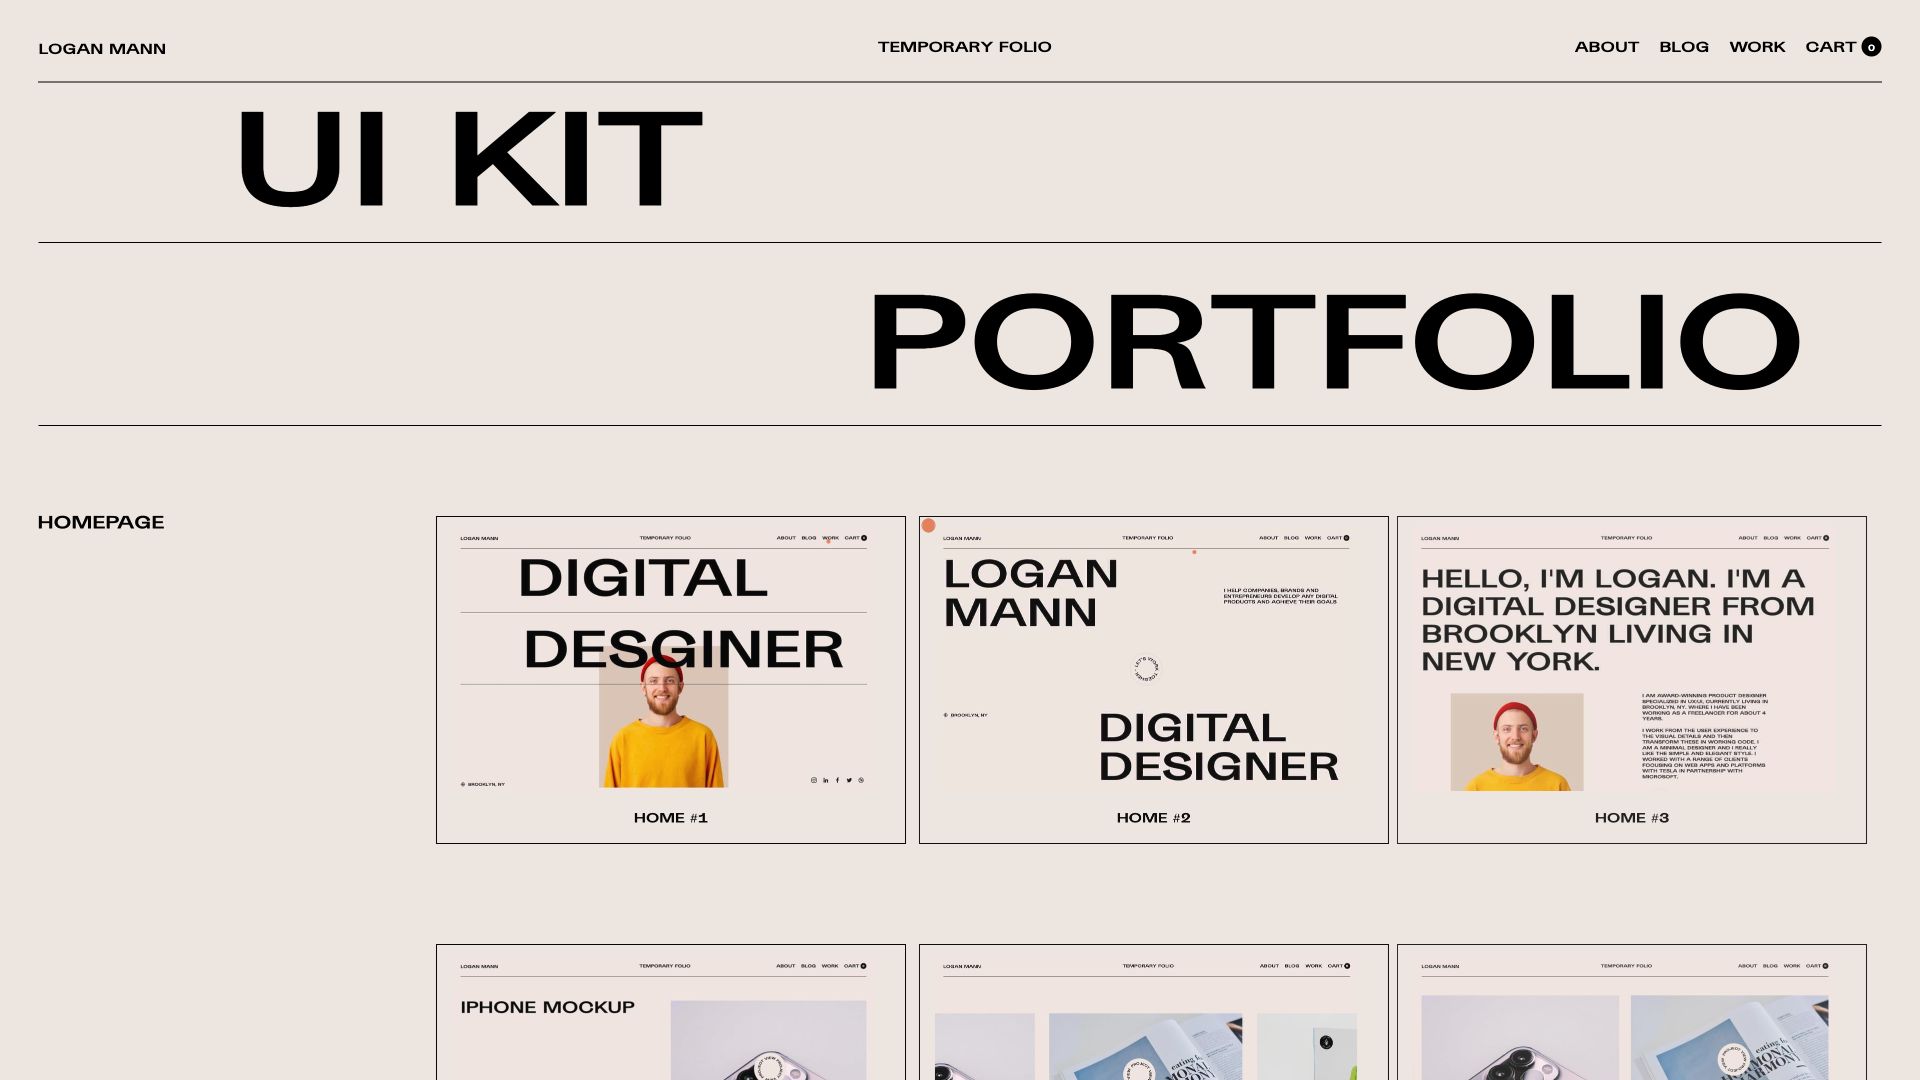 LOGAN MANN
TEMPORARY FOLIO
ABOUT BLOG WORK CART 0
UI KIT
PORTFOLIO
HOMEPAGE
LOGAN MANN
TEMPORARY FOLIO
ABOUT BLOG WORK CART
DIGITAL
DESGINER
© BROOKLYN, NY
HOME #1
LOGAN MANN
TEMPORARY FOLIO
ABOUT BLOG WORK CART
LOGAN
MANN
I HELP COMPANIES, BRANDS AND
ENTREPRENEURS DEVELOP ANY DIGITAL
PRODUCTS AND ACHIEVE THEIR GOALS
© BROOKLYN, NY
DIGITAL
DESIGNER
HOME #2
LOGAN MANN
TEMPORARY FOLIO
ABOUT BLOG WORK CART
HELLO, I'M LOGAN. I'M A
DIGITAL DESIGNER FROM
BROOKLYN LIVING IN
NEW YORK.
I AM AWARD-WINNING PRODUCT DESIGNER
SPECIALIZED IN UX/UI, CURRENTLY LIVING IN
BROOKLYN, NY. WHERE I HAVE BEEN
WORKING AS A FREELANCER FOR ABOUT 4
YEARS.
I WORK FROM THE USER EXPERIENCE TO
THE VISUAL DETAILS AND THEN
TRANSFORM THESE IN WORKING CODE. I
AM A MINIMAL DESIGNER AND I REALLY
LIKE THE SIMPLE AND ELEGANT STYLE. I
WORKED WITH A RANGE OF CLIENTS
FOCUSING ON WEB APPS AND PLATFORMS
WITH TESLA IN PARTNERSHIP WITH
MICROSOFT.
HOME #3
LOGAN MANN
TEMPORARY FOLIO
ABOUT BLOG WORK CART
IPHONE MOCKUP
LOGAN MANN
TEMPORARY FOLIO
ABOUT BLOG WORK CART
LOGAN MANN
TEMPORARY FOLIO
ABOUT BLOG WORK CART